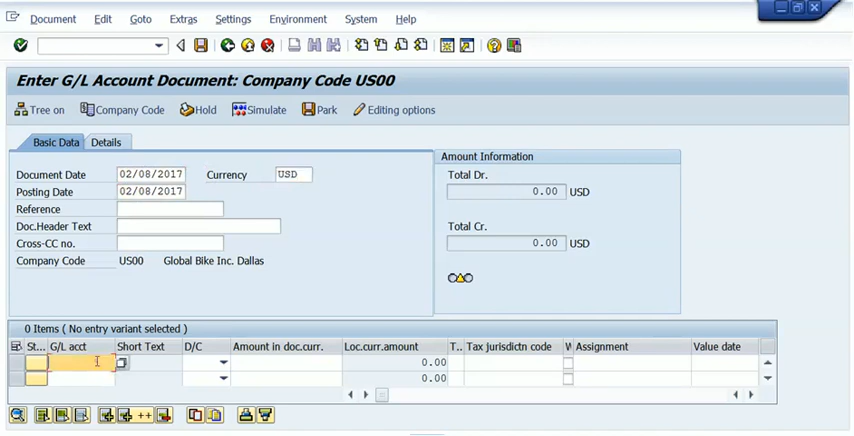 Document Edit Goto Extras Settings Environment System Help
Enter G/L Account Document: Company Code US00
Tree on Company Code Hold Simulate Park Editing options
Basic Data Details
Amount Information
Document Date 02/08/2017 Currency USD
Posting Date 02/08/2017
Reference
Doc.Header Text
Cross-CC no.
Company Code US00 Global Bike Inc. Dallas
Total Dr.
0.00 USD
Total Cr.
0.00 USD
0 Items ( No entry variant selected )
St... G/L acct Short Text D/C Amount in doc.curr. Loc.curr.amount T.. Tax jurisdictn code W Assignment Value date
0.00
0.00